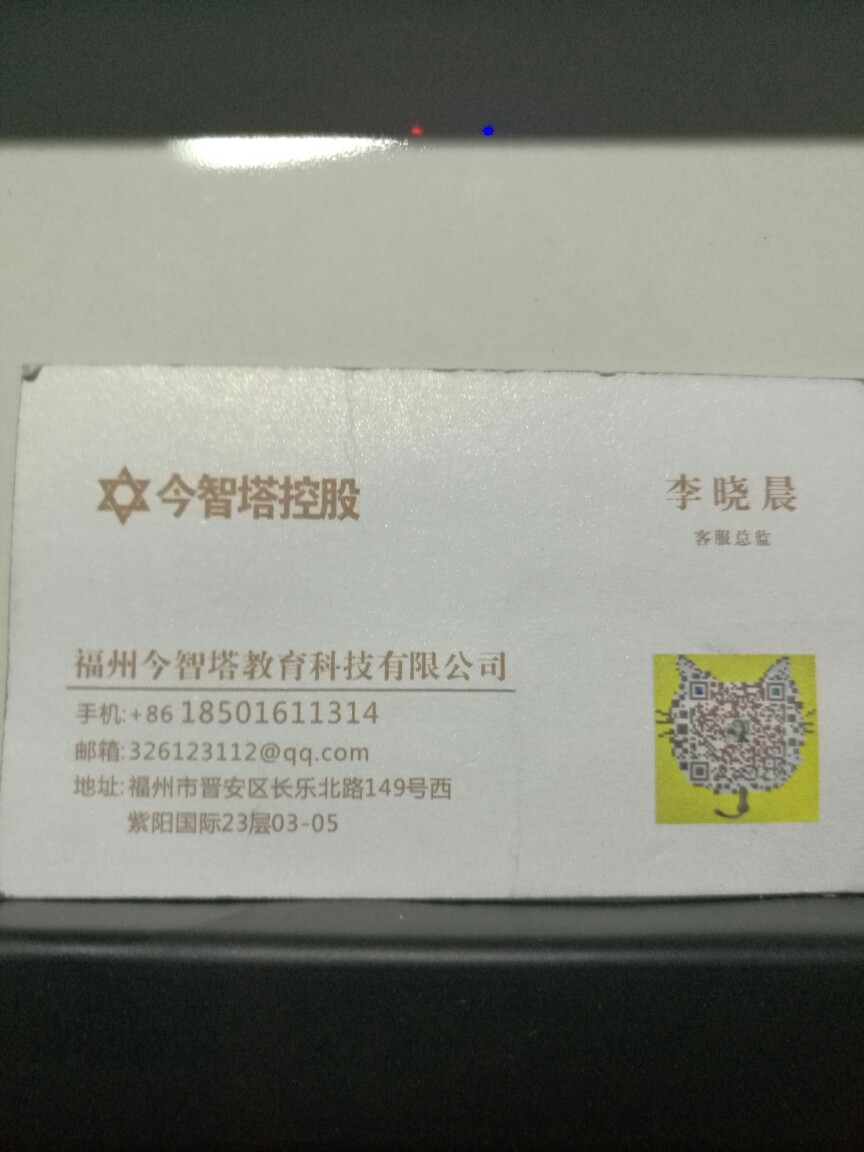 今智塔控股
李晓晨
客服总监
福州今智塔教育科技有限公司
手机:+86 18501611314
邮箱:326123112@qq.com
地址:福州市晋安区长乐北路149号西
紫阳国际23层03-05